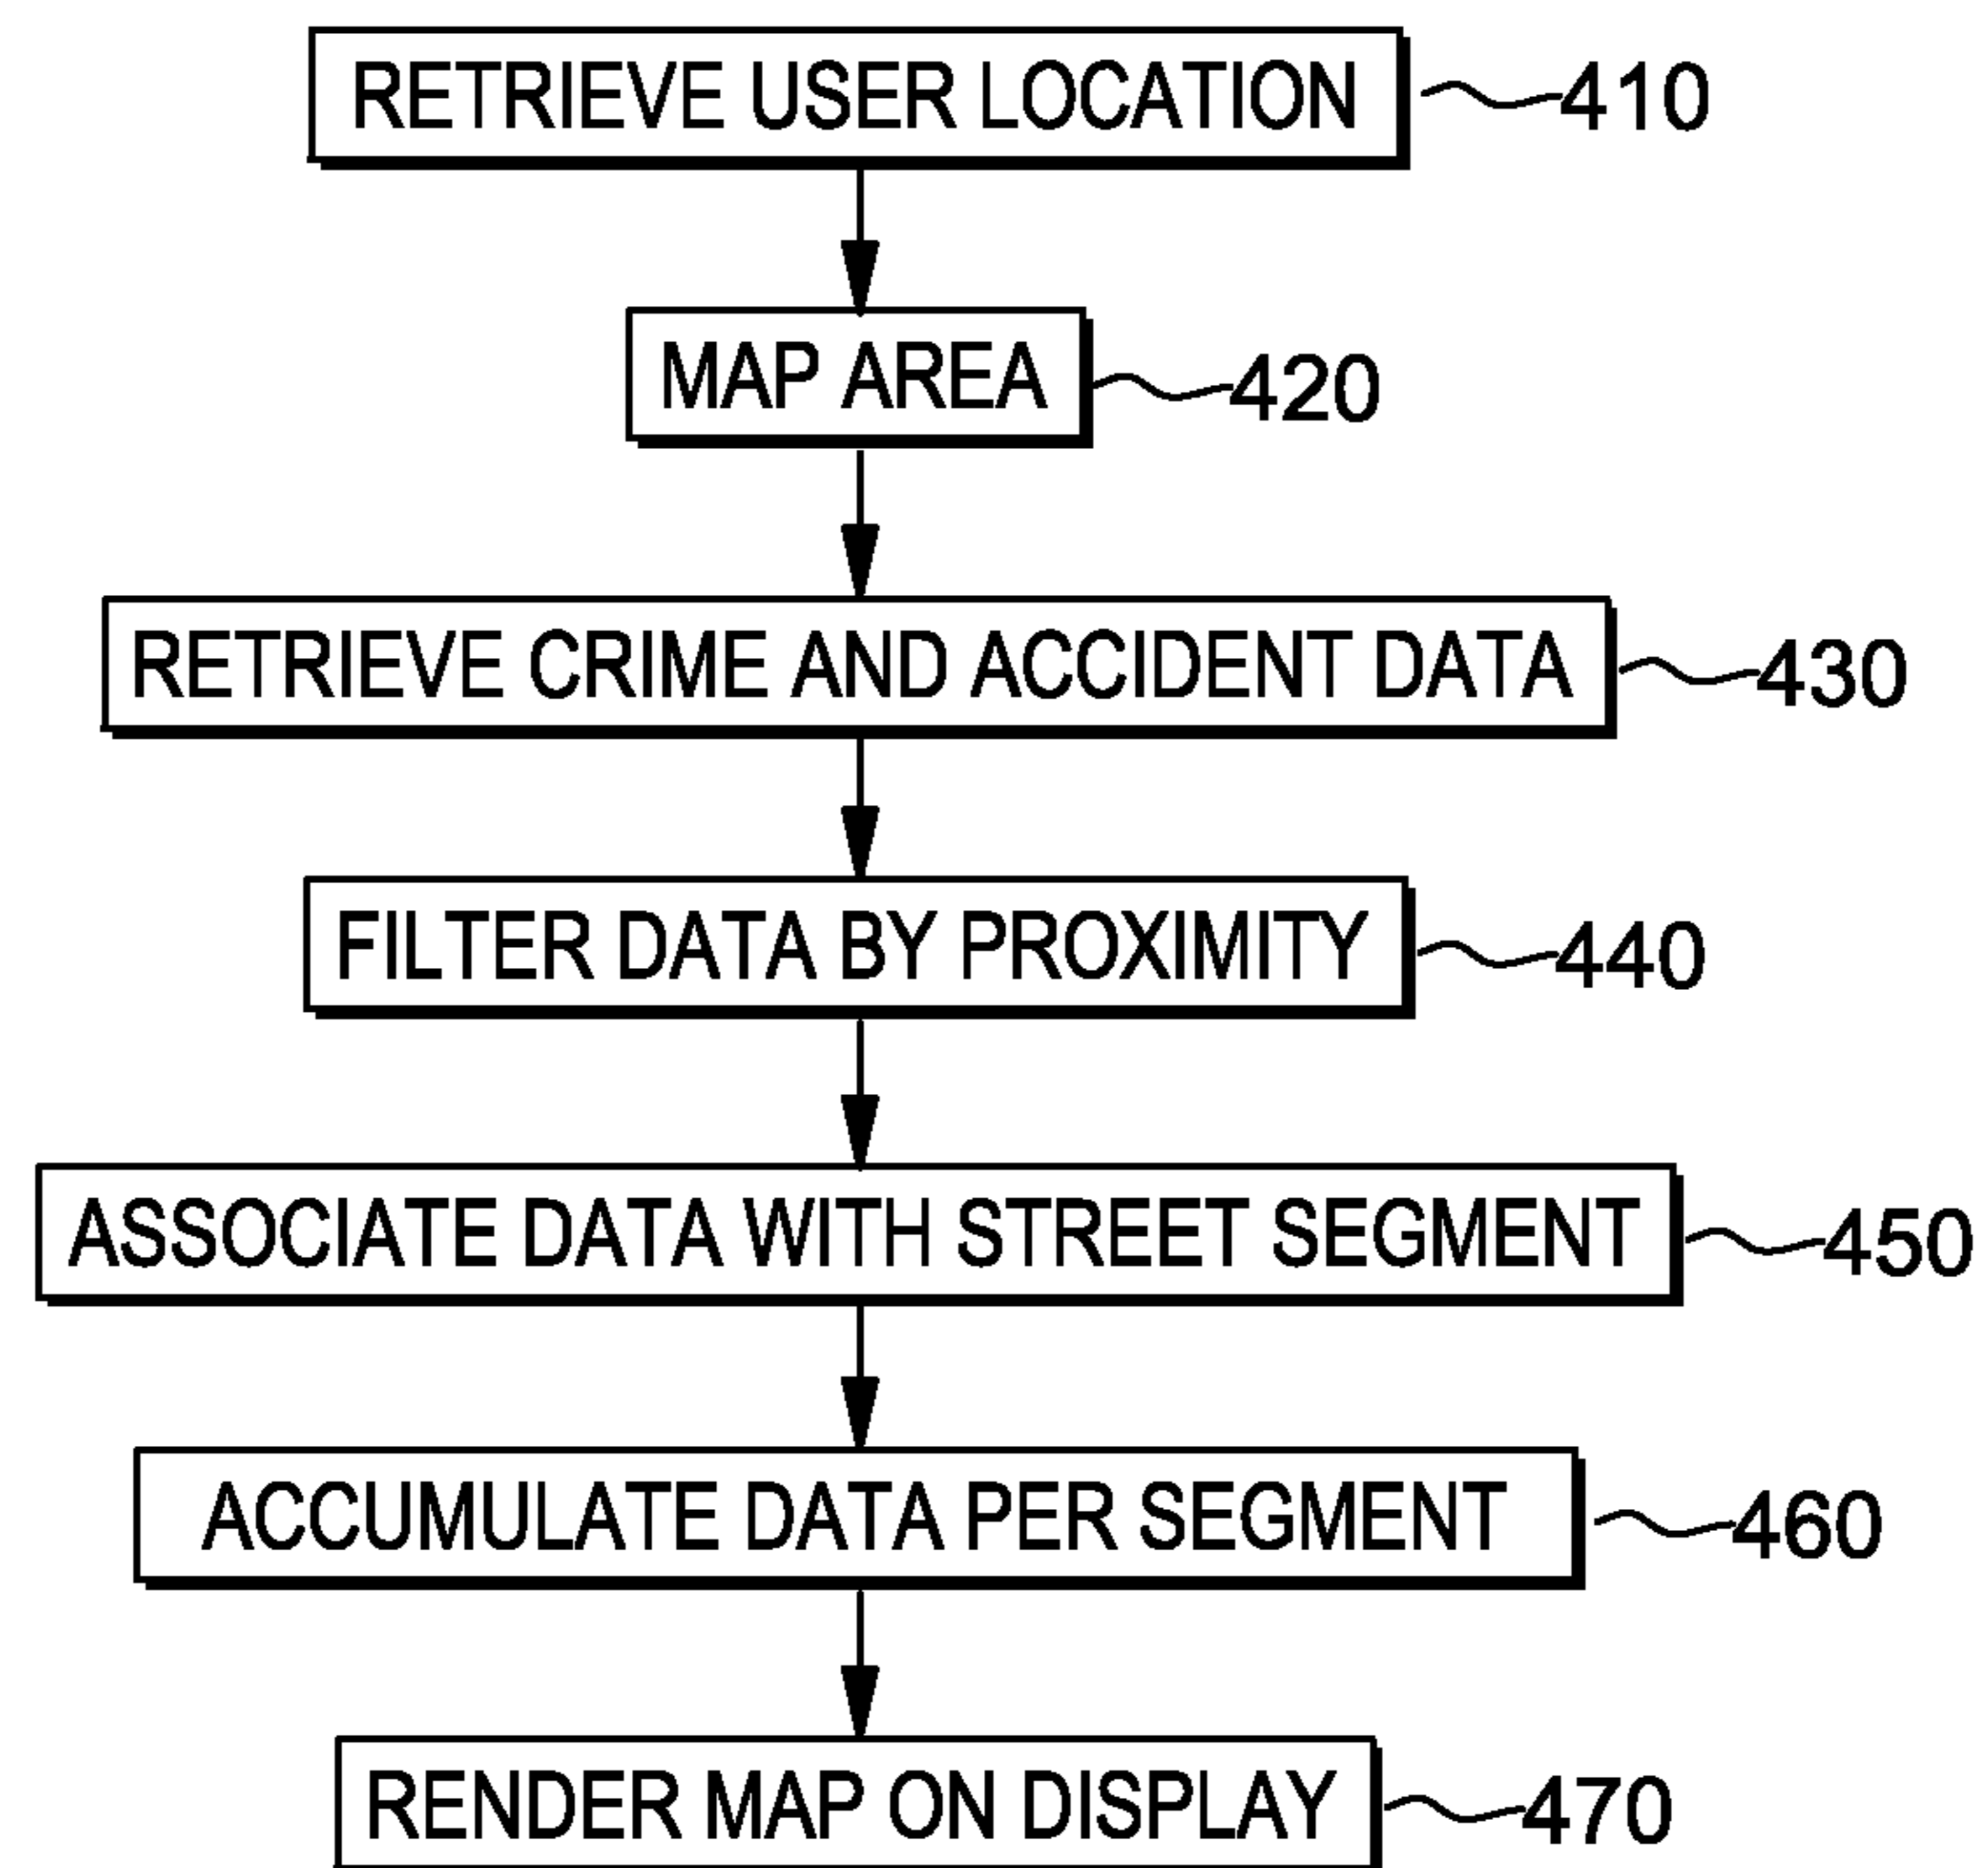 RETRIEVE USER LOCATION 410
MAP AREA 420
RETRIEVE CRIME AND ACCIDENT DATA 430
FILTER DATA BY PROXIMITY 440
ASSOCIATE DATA WITH STREET SEGMENT 450
ACCUMULATE DATA PER SEGMENT 460
RENDER MAP ON DISPLAY 470